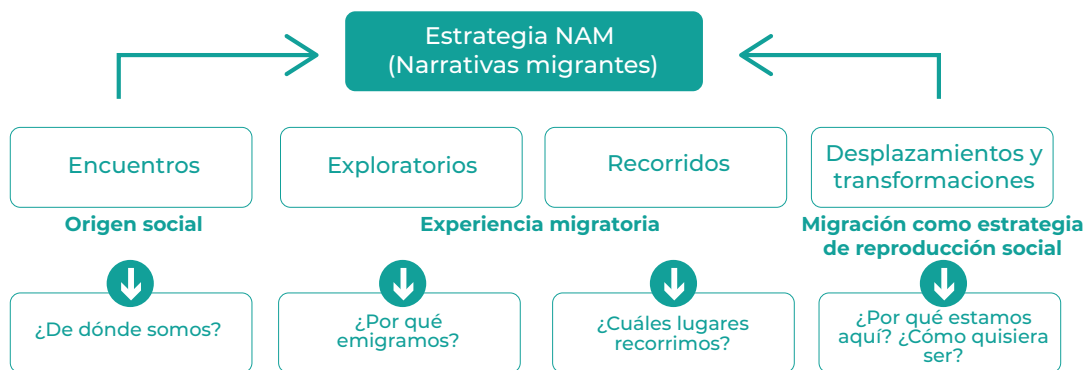 Estrategia NAM
(Narrativas migrantes)
Encuentros
Exploratorios
Recorridos
Desplazamientos y
transformaciones
Origen social
Experiencia migratoria
Migración como estrategia
de reproducción social
¿De dónde somos?
¿Por qué
emigramos?
¿Cuáles lugares
recorrimos?
¿Por qué estamos
aquí? ¿Cómo quisiera
ser?